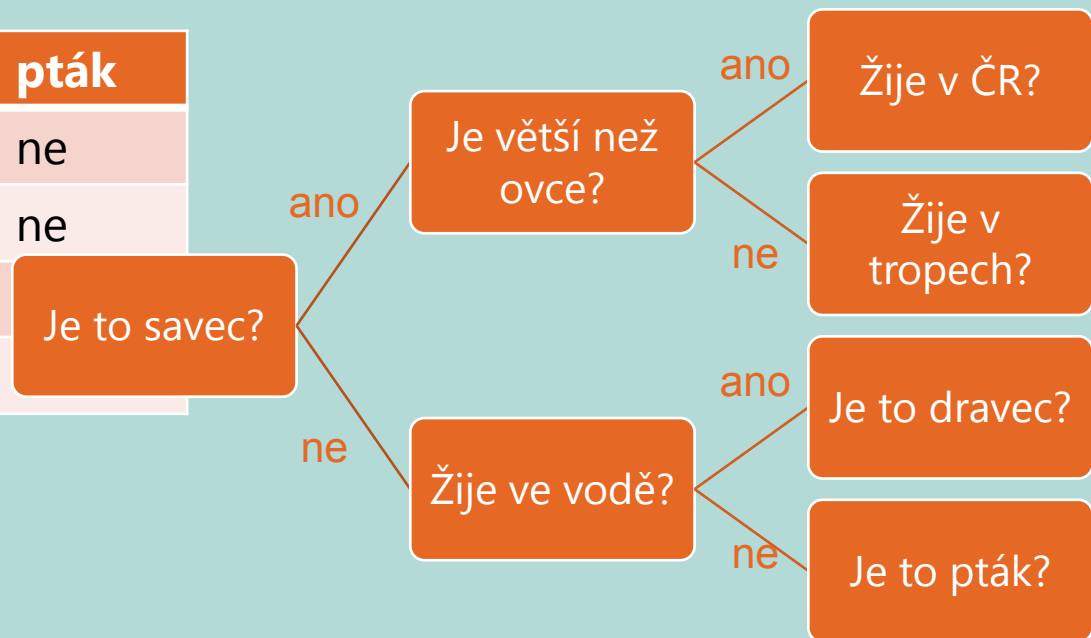 pták
ne
ne
Je to savec?
ano
ne
Je větší než
ovce?
Žije ve vodě?
ano
ne
ano
ne
Žije v ČR?
Žije v
tropech?
Je to dravec?
Je to pták?